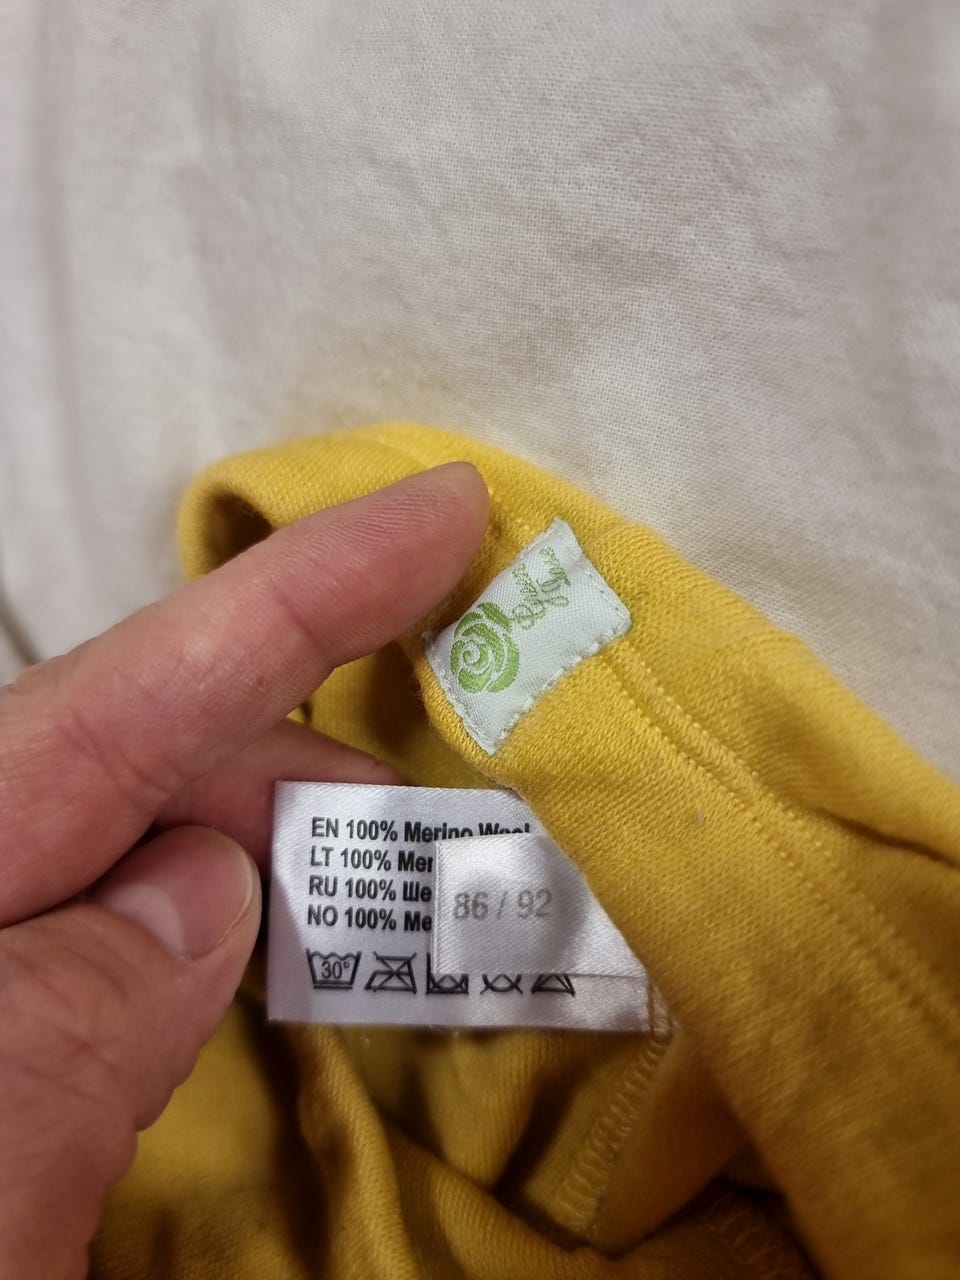 EN 100% Merino Wool
LT 100% Mer
RU 100% Ше
NO 100% Me
86 / 92
30°